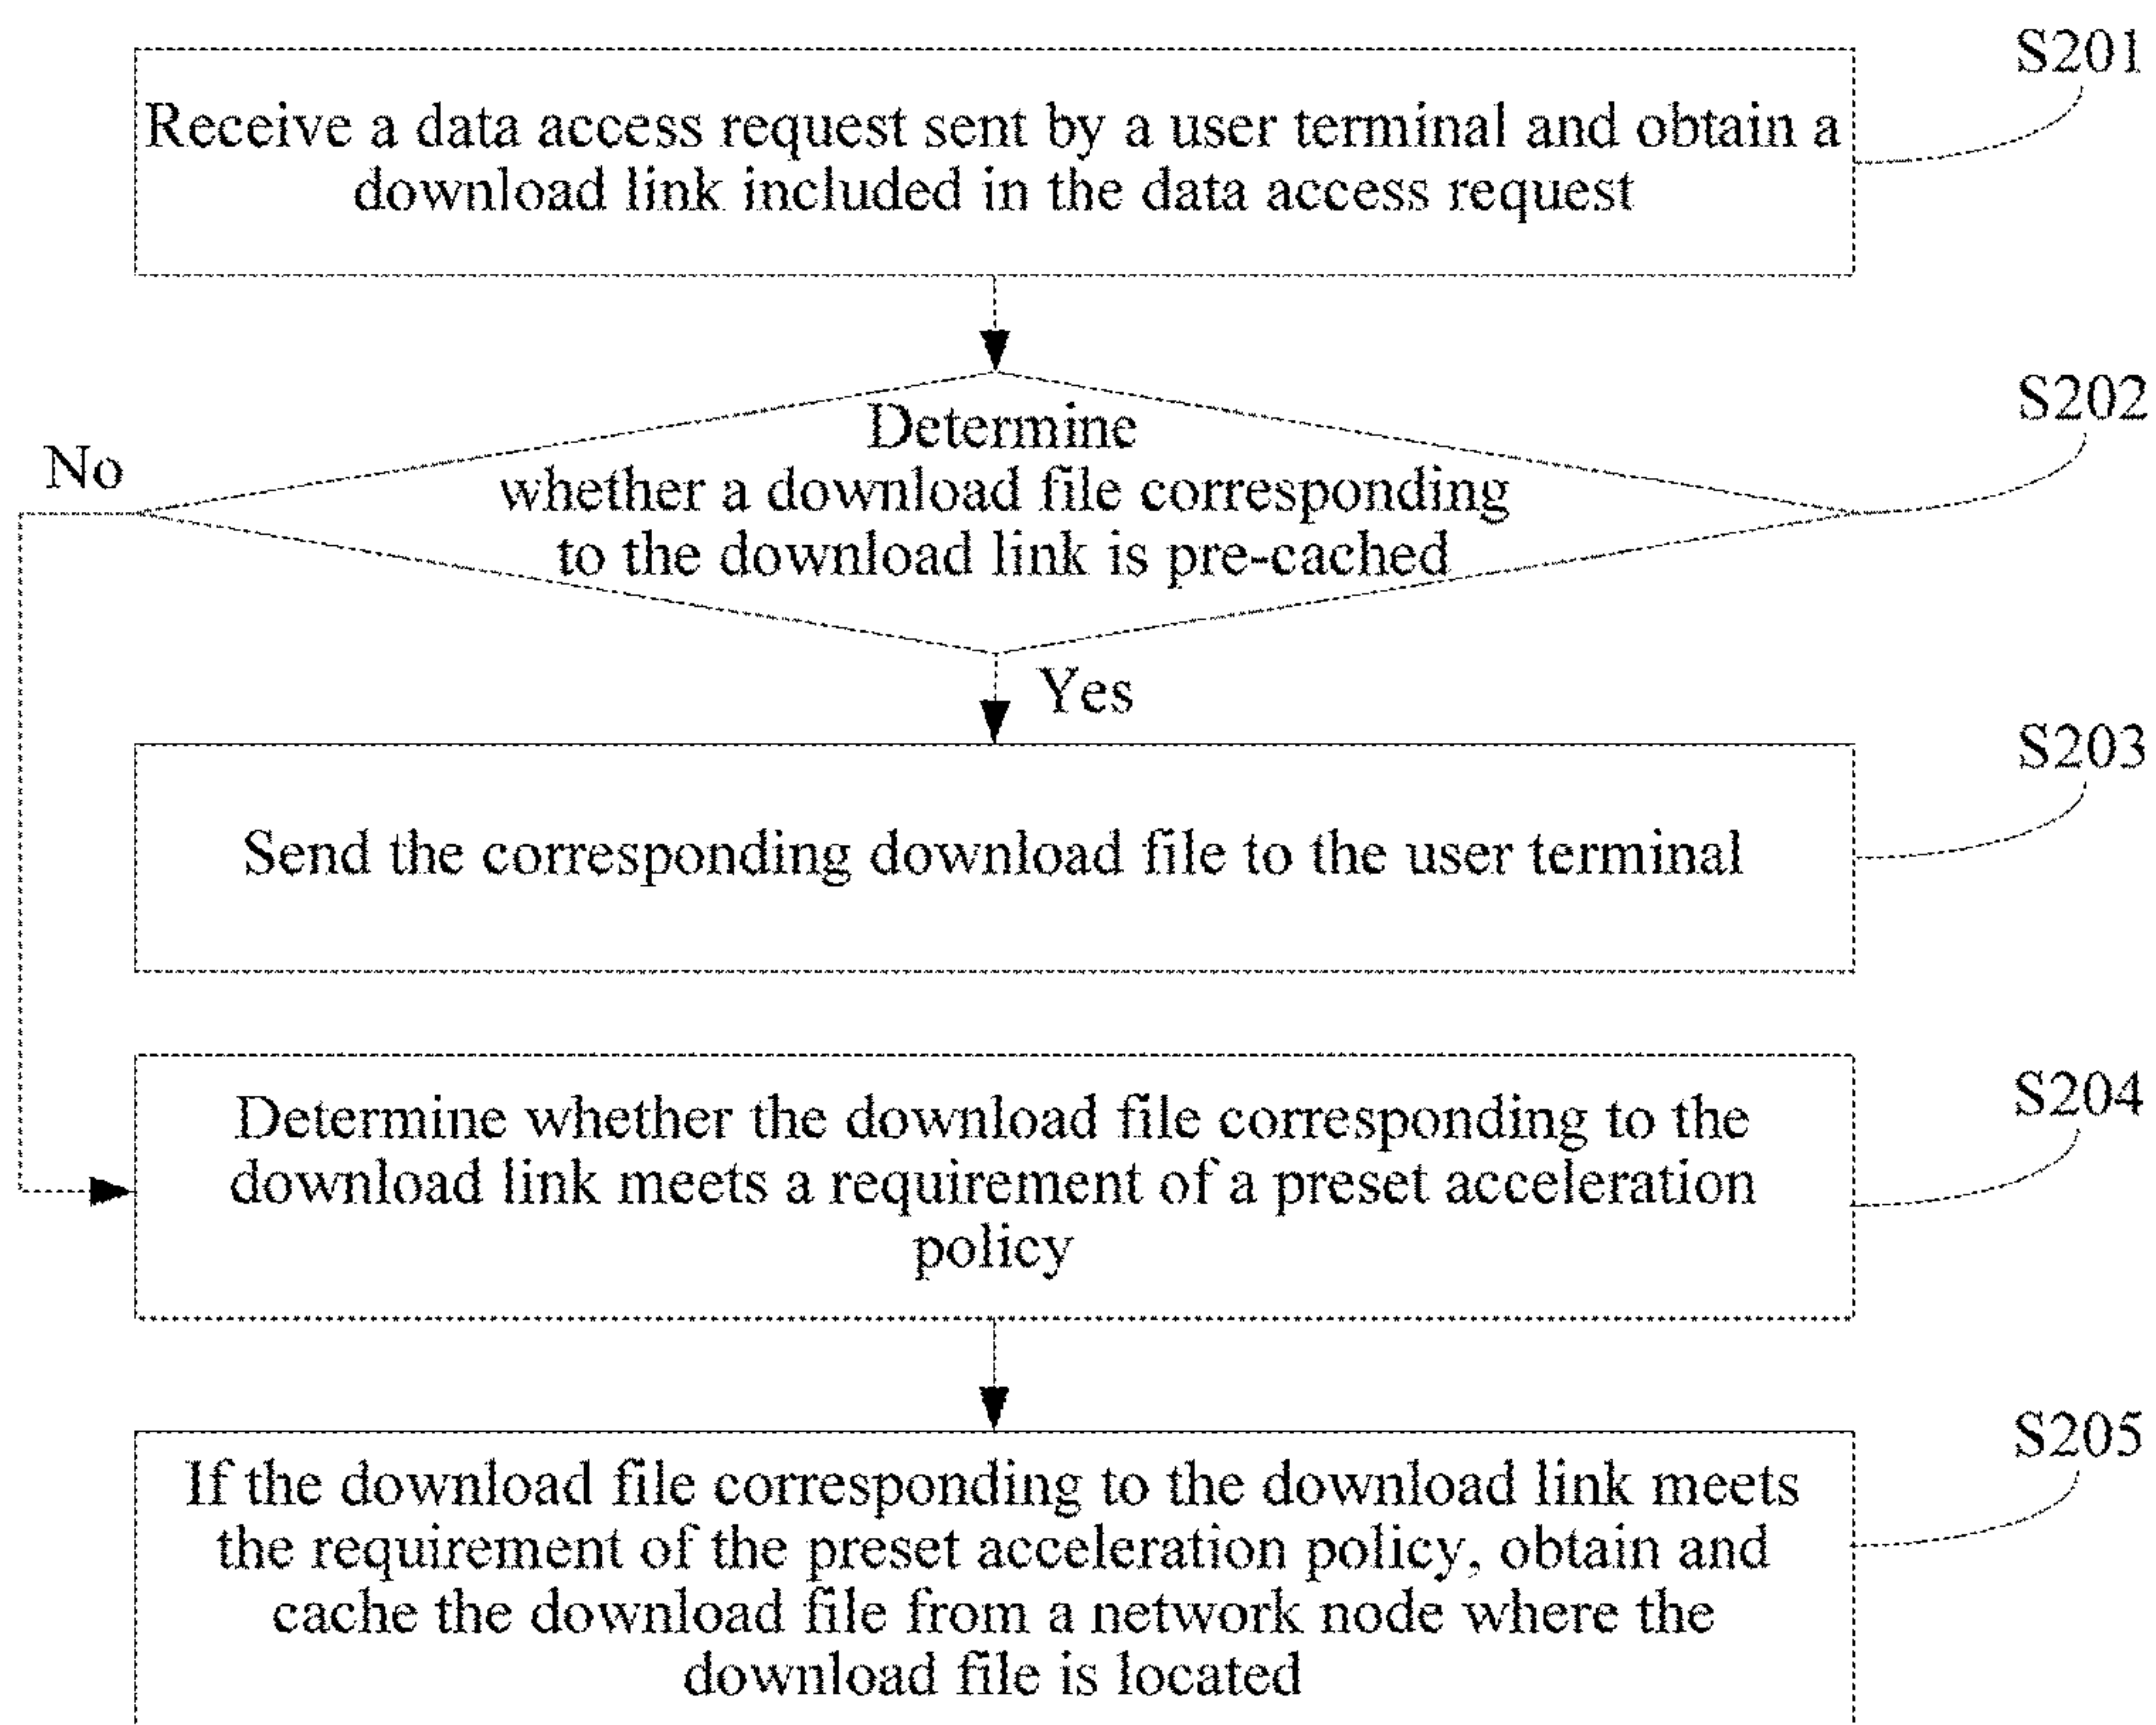 S201
Receive a data access request sent by a user terminal and obtain a
download link included in the data access request
S202
Determine
whether a download file corresponding
to the download link is pre-cached
No
Yes
S203
Send the corresponding download file to the user terminal
S204
Determine whether the download file corresponding to the
download link meets a requirement of a preset acceleration
policy
S205
If the download file corresponding to the download link meets
the requirement of the preset acceleration policy, obtain and
cache the download file from a network node where the
download file is located